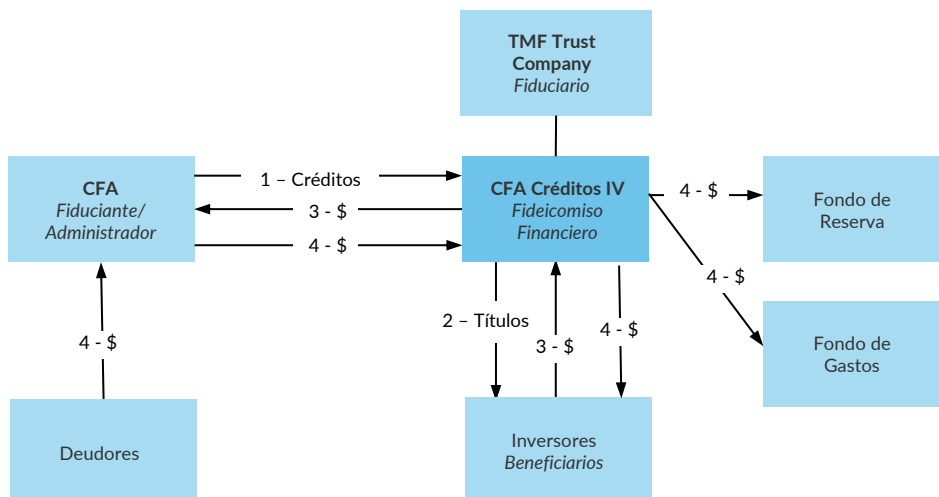 TMF Trust
Company
Fiduciario
CFA
Fiduciante/
Administrador
1 – Créditos
3 - $
4 - $
CFA Créditos IV
Fideicomiso
Financiero
4 - $
Fondo de
Reserva
4 - $
Fondo de
Gastos
4 - $
2 – Títulos
3 - $
4 - $
Deudores
Inversores
Beneficiarios